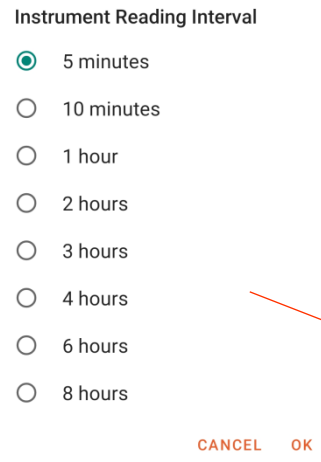 Instrument Reading Interval
5 minutes
10 minutes
1 hour
2 hours
3 hours
4 hours
6 hours
8 hours
CANCEL OK